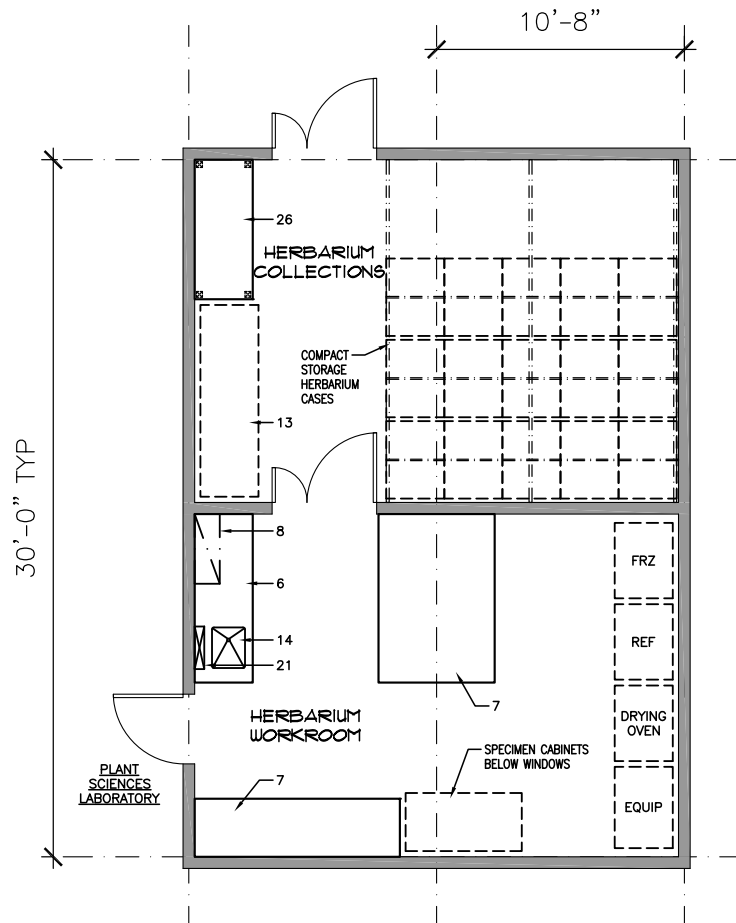 10'-8"
26
HERBARIUM
COLLECTIONS
COMPACT
STORAGE
HERBARIUM
CASES
13
30'-0" TYP
8
6
14
21
FRZ
REF
DRYING
OVEN
EQUIP
7
HERBARIUM
WORKROOM
SPECIMEN CABINETS
BELOW WINDOWS
PLANT
SCIENCES
LABORATORY
7